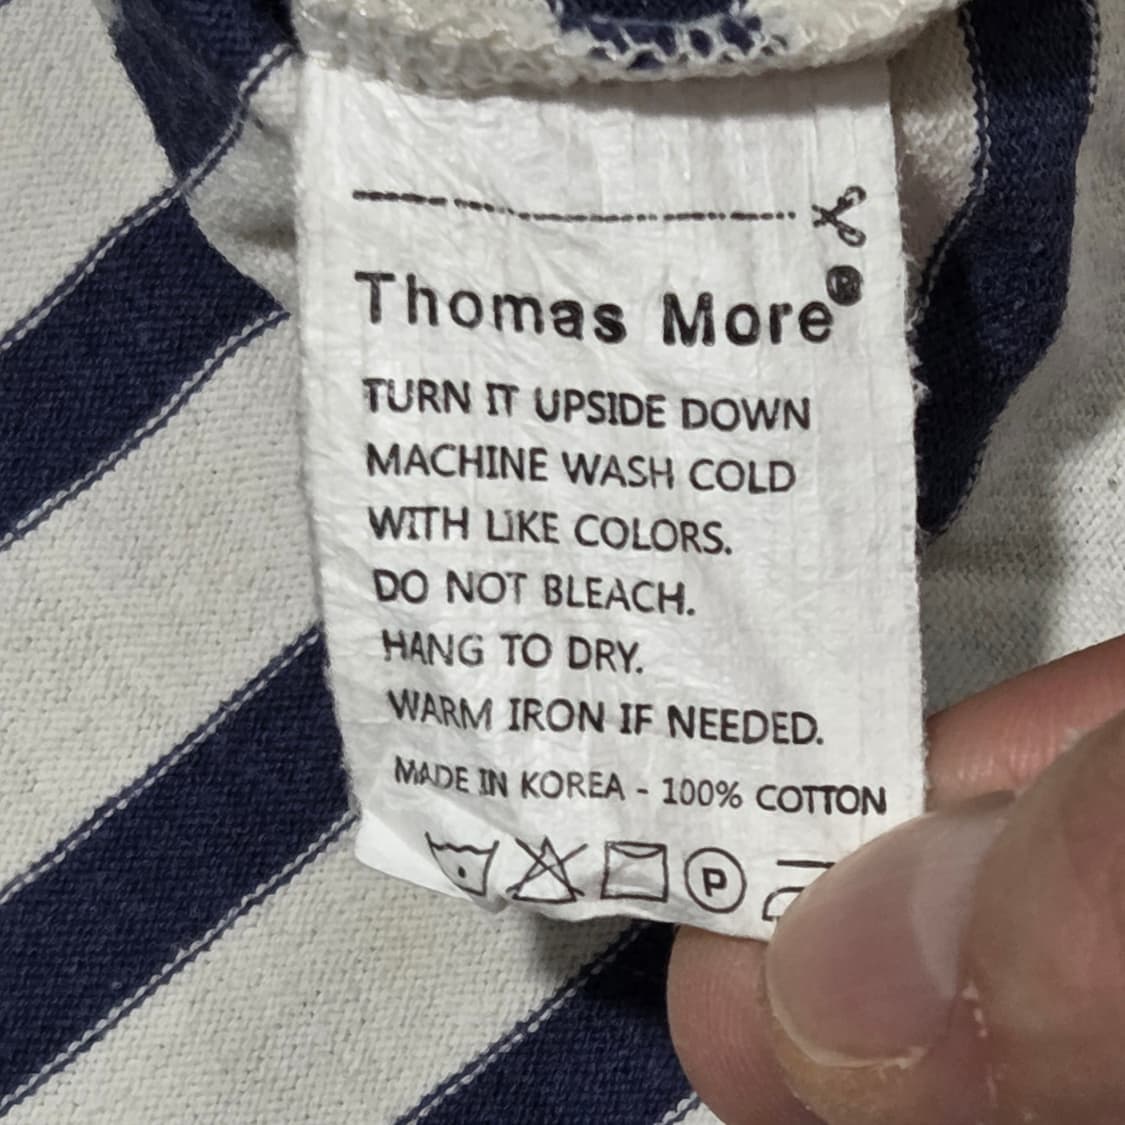 Thomas More®
TURN IT UPSIDE DOWN
MACHINE WASH COLD
WITH LIKE COLORS.
DO NOT BLEACH.
HANG TO DRY.
WARM IRON IF NEEDED.
MADE IN KOREA - 100% COTTON
P